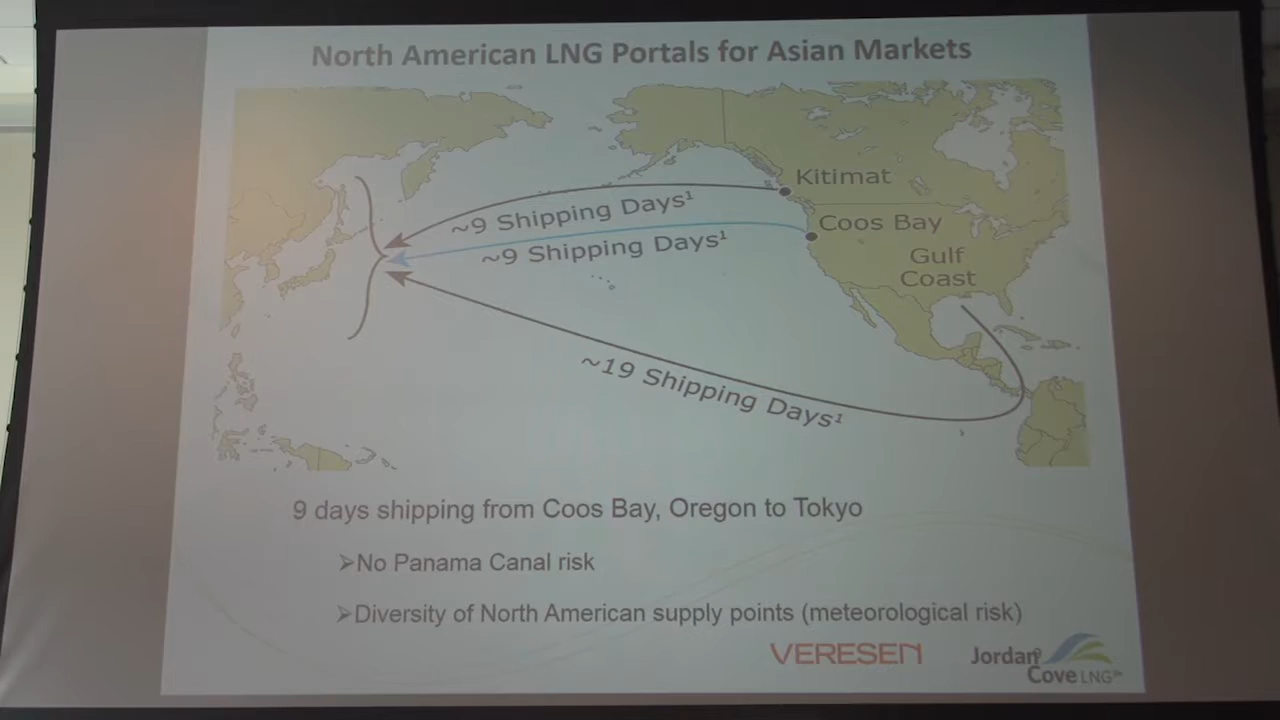 North American LNG Portals for Asian Markets
Kitimat
~9 Shipping Days¹
Coos Bay
~9 Shipping Days¹
Gulf
Coast
~19 Shipping Days¹
9 days shipping from Coos Bay, Oregon to Tokyo
➢No Panama Canal risk
➢Diversity of North American supply points (meteorological risk)
VERESEN
Jordan
Cove LNG